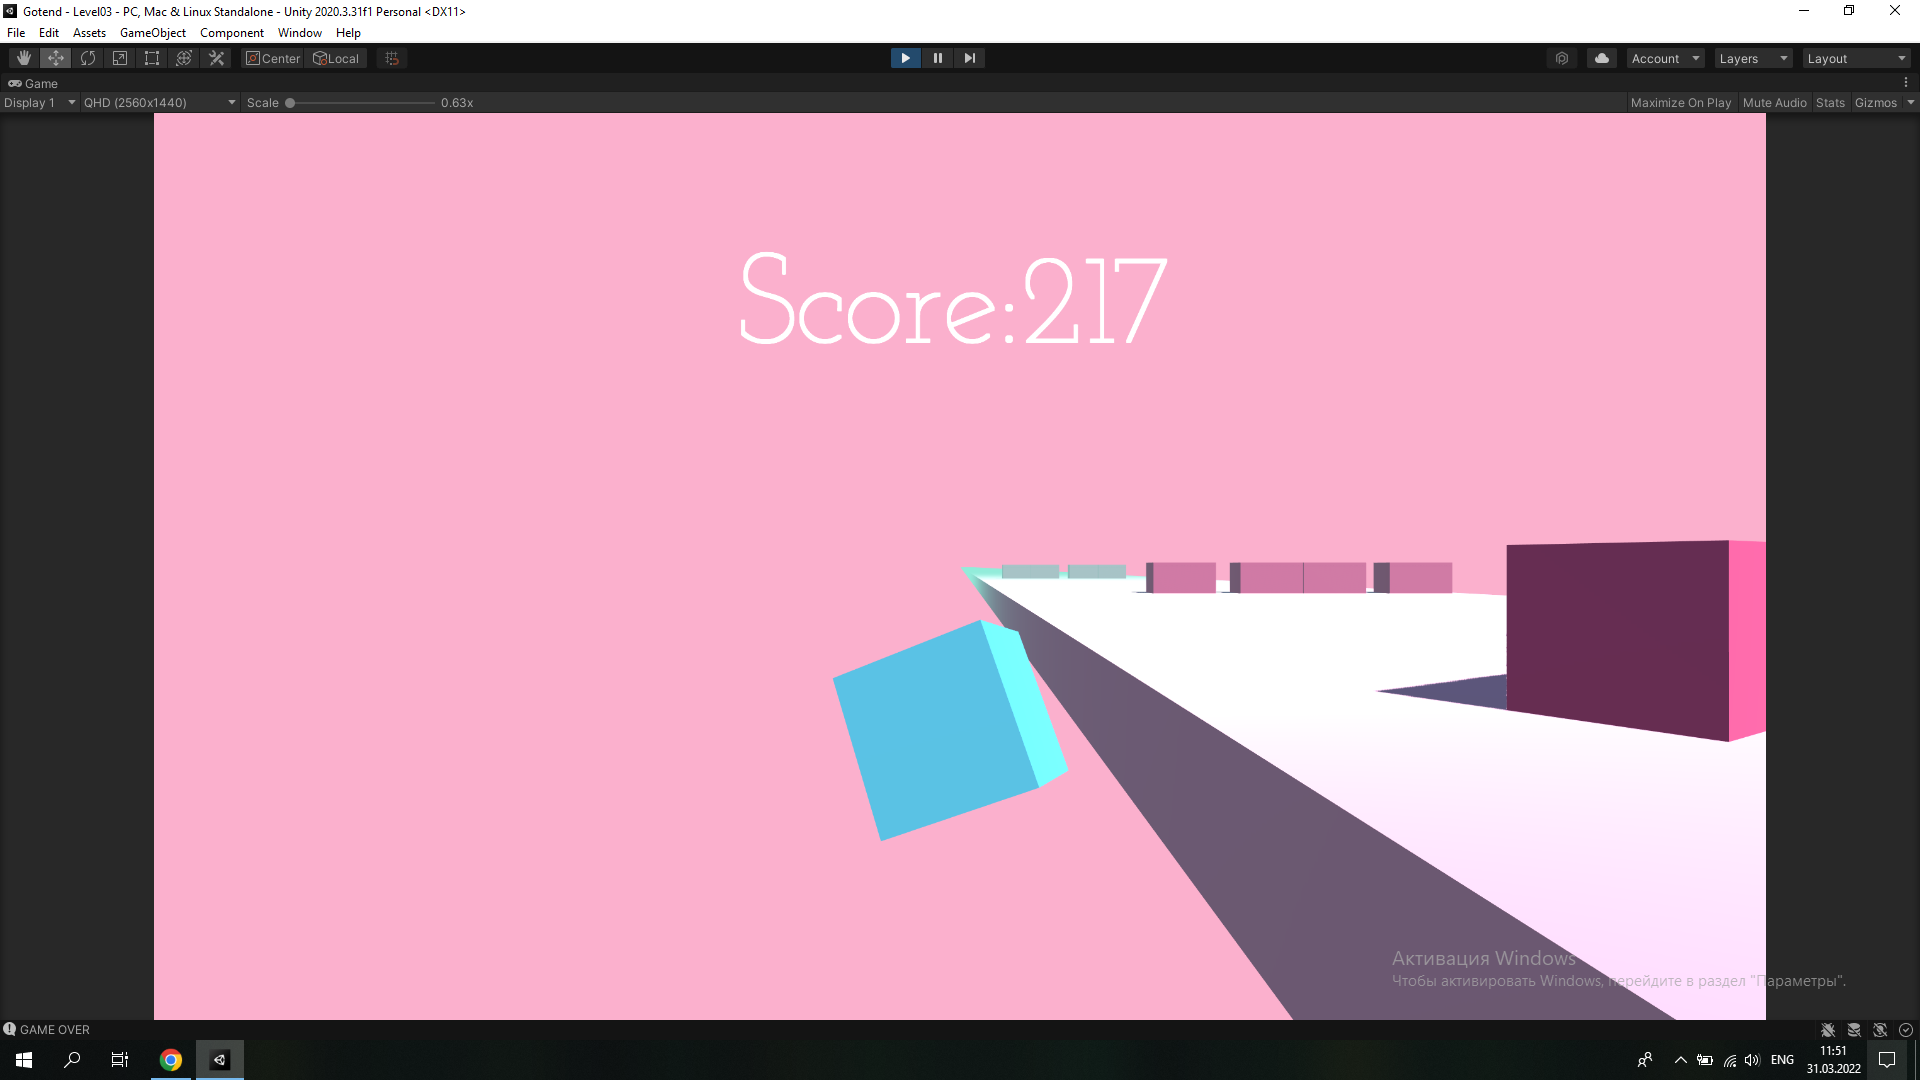 Gotend - Level03 - PC, Mac & Linux Standalone - Unity 2020.3.31f1 Personal <DX11>
File Edit Assets GameObject Component Window Help
Center Local Account Layers Layout
Game
Display 1 QHD (2560x1440) Scale 0.63x Maximize On Play Mute Audio Stats Gizmos
Score:217
Активация Windows
Чтобы активировать Windows, перейдите в раздел "Параметры".
GAME OVER
ENG
11:51
31.03.2022